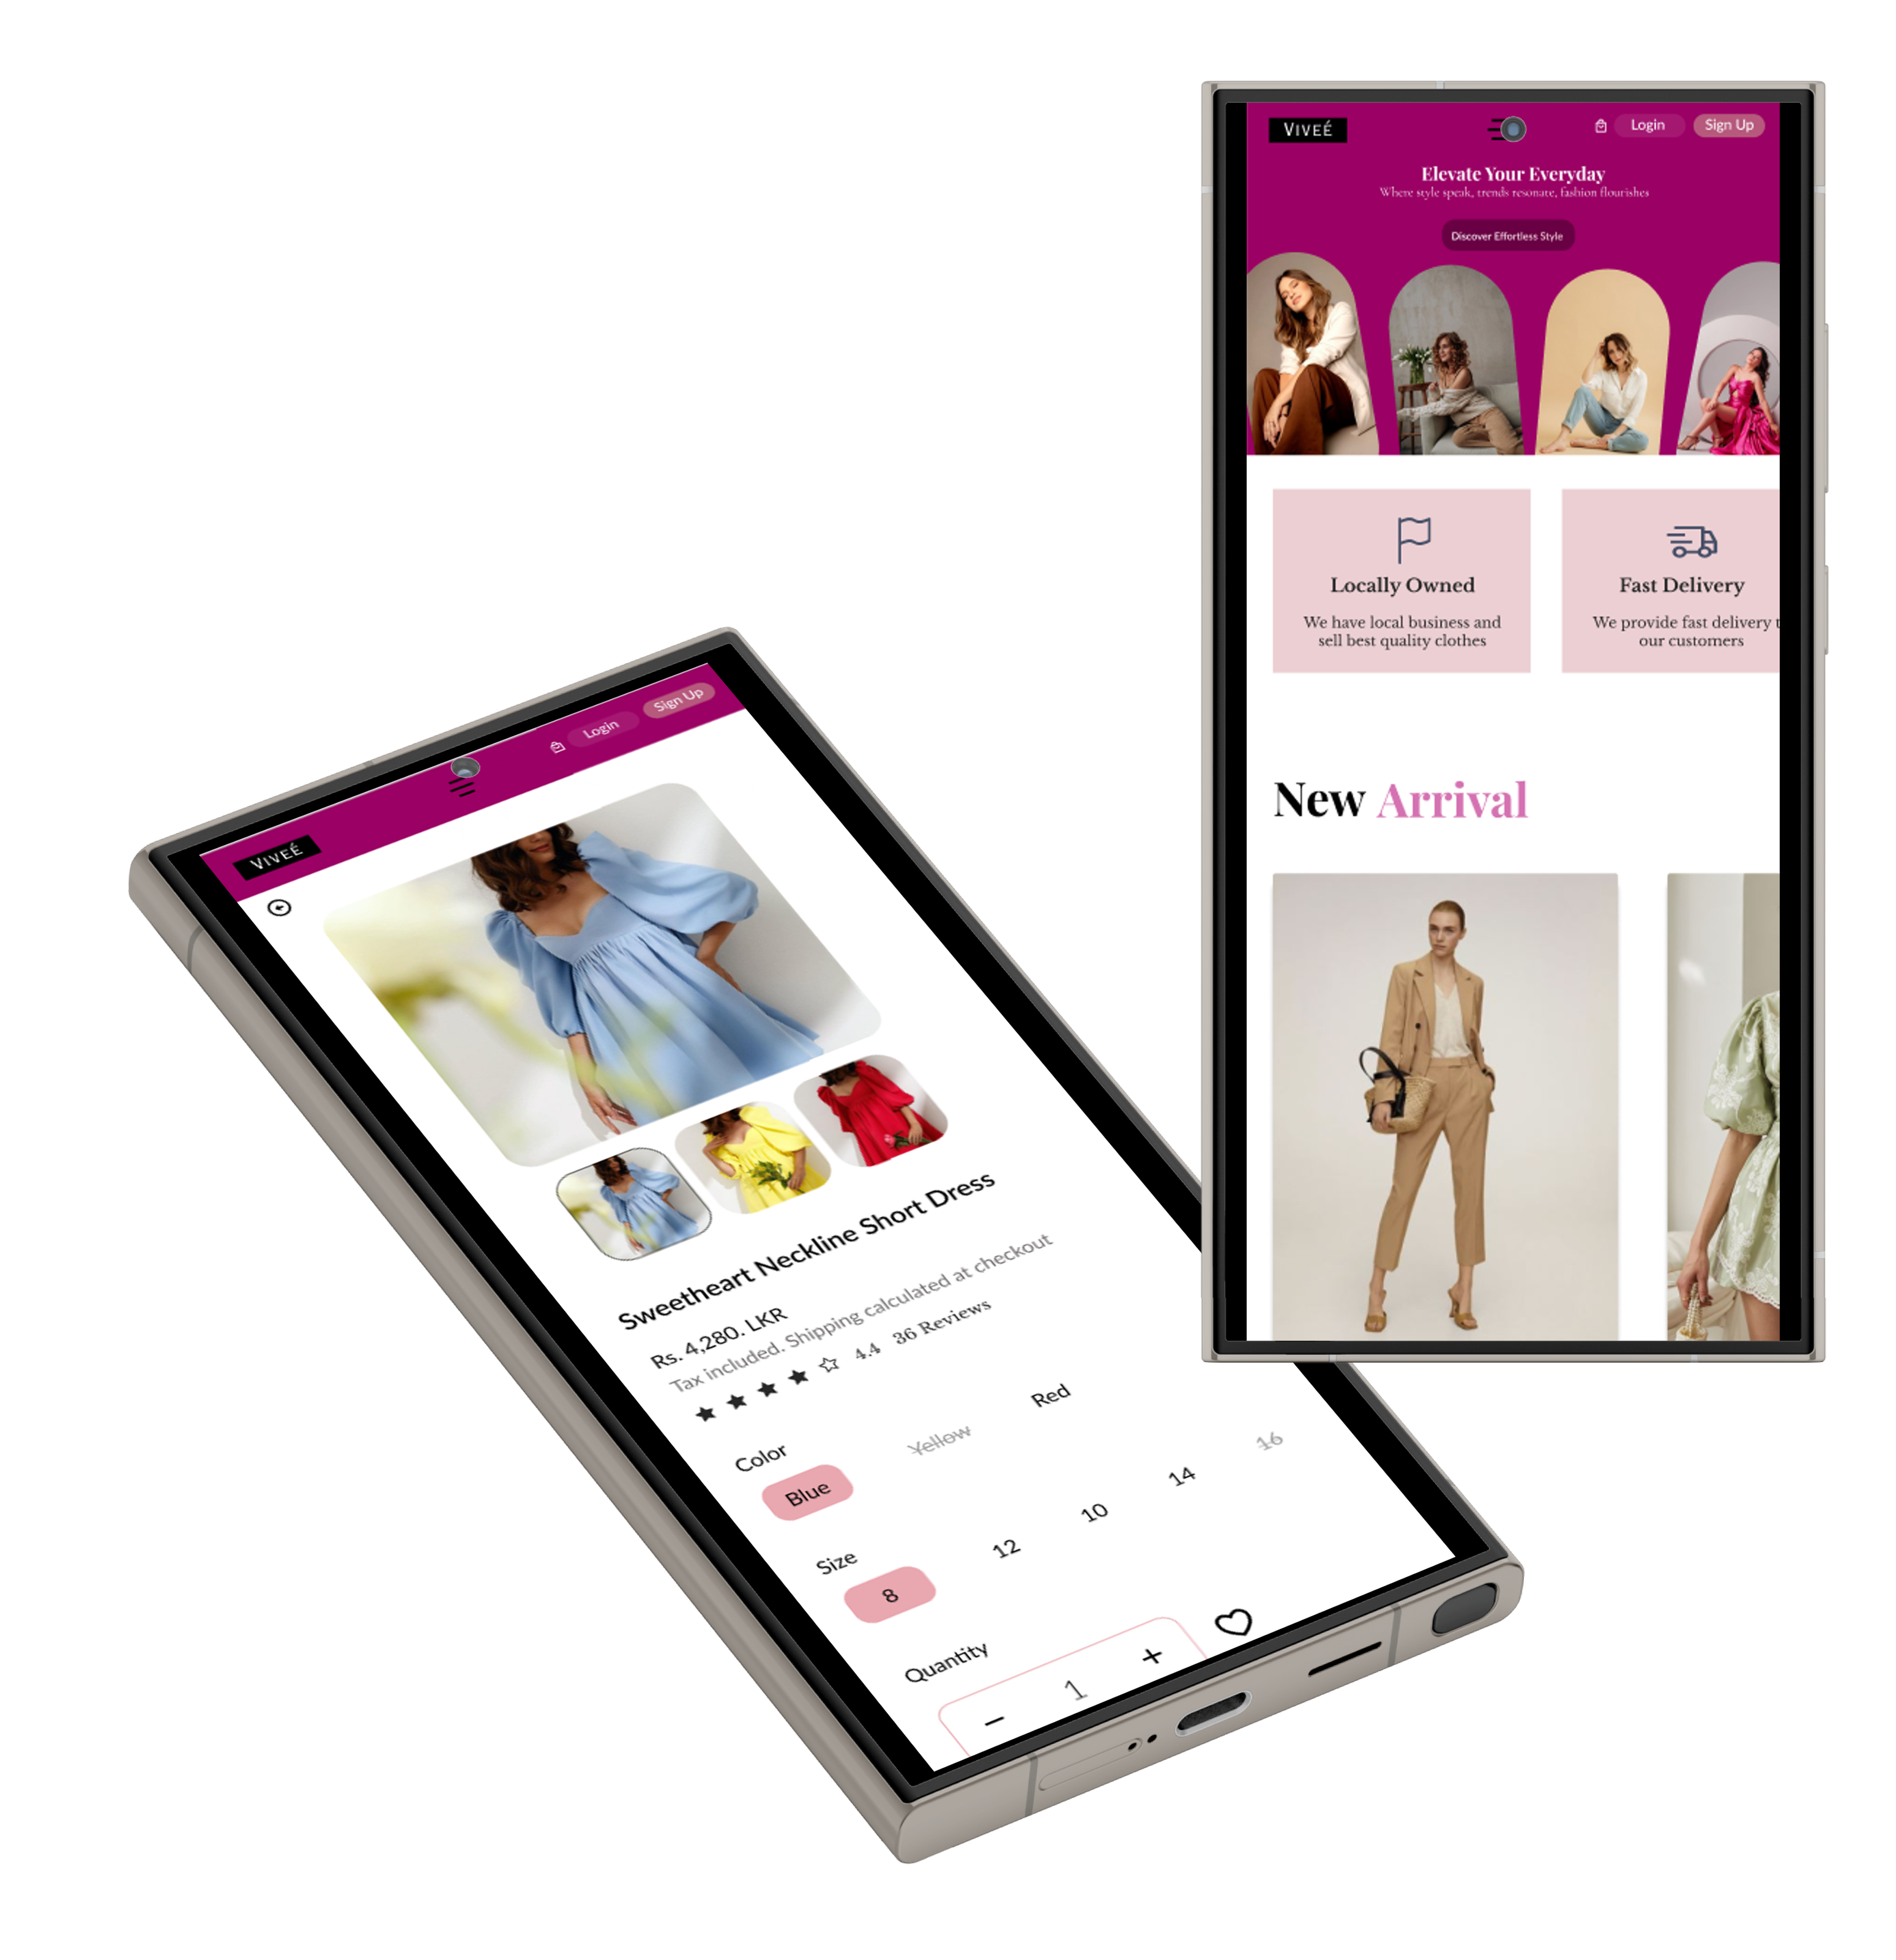 VIVEÉ
Login
Sign Up
Elevate Your Everyday
Where style speak, trends resonate, fashion flourishes
Discover Effortless Style
Locally Owned
We have local business and
sell best quality clothes
Fast Delivery
We provide fast delivery t
our customers
New Arrival
VIVEÉ
Login
Sign Up
Sweetheart Neckline Short Dress
Rs. 4,280. LKR
Tax included. Shipping calculated at checkout
4.4 36 Reviews
Color
Blue Yellow Red
Size
8 12 10 14 16
Quantity
− 1 +